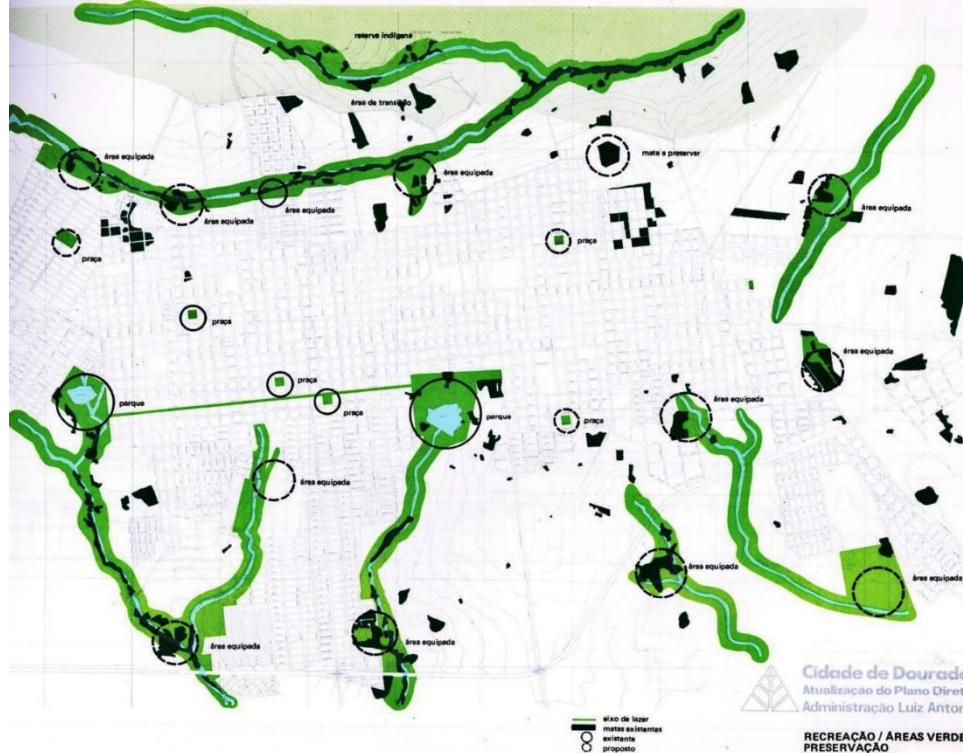 reserva indígena
área de transição
área equipada
mata a preservar
área equipada
área equipada
área equipada
área equipada
praça
praça
praça
área equipada
praça
parque
praça
parque
praça
área equipada
área equipada
área equipada
área equipada
área equipada
área equipada
área equipada
eixo de lazer
matas existentes
existente
proposto
Cidade de Dourado
Atualização do Plano Diret
Administração Luiz Anton
RECREAÇÃO / ÁREAS VERDE
PRESERVAÇÃO